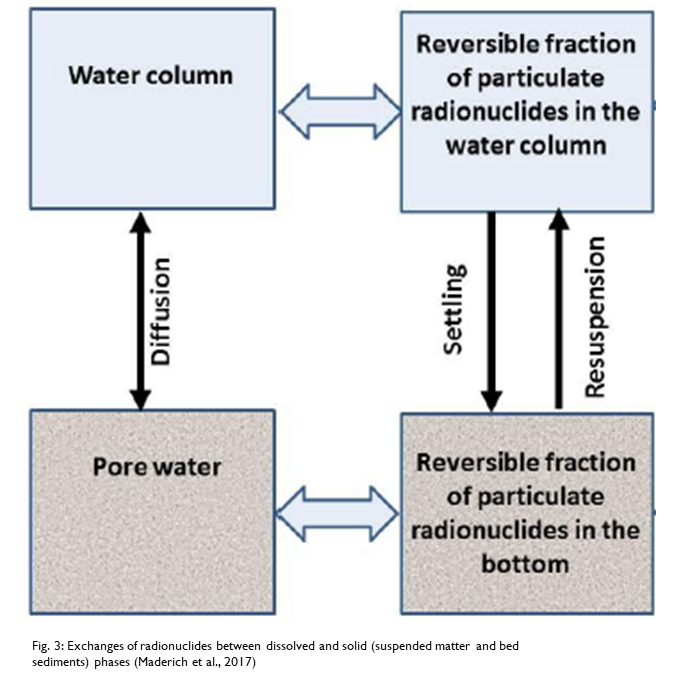 Water column
Reversible fraction
of particulate
radionuclides in the
water column
Diffusion
Settling
Resuspension
Pore water
Reversible fraction
of particulate
radionuclides in the
bottom
Fig. 3: Exchanges of radionuclides between dissolved and solid (suspended matter and bed
sediments) phases (Maderich et al., 2017)